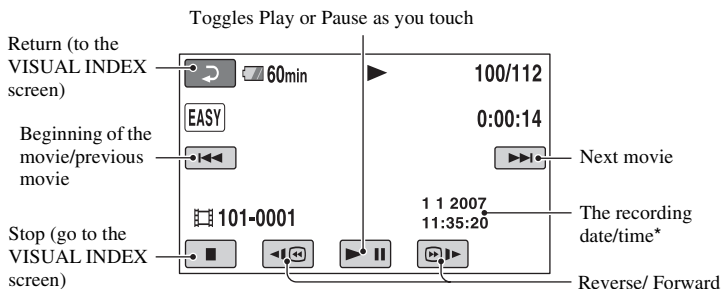 Toggles Play or Pause as you touch
Return (to the
VISUAL INDEX
screen)
60min
100/112
EASY
0:00:14
Beginning of the
movie/previous
movie
Next movie
101-0001
1 1 2007
11:35:20
The recording
date/time*
Stop (go to the
VISUAL INDEX
screen)
Reverse/ Forward